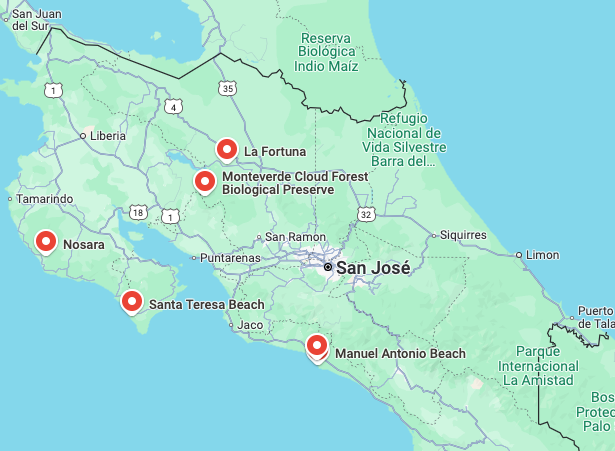 San Juan
del Sur
Reserva
Biológica
Indio Maíz
1
35
4
Refugio
Nacional de
Vida Silvestre
Barra del...
Liberia
La Fortuna
Monteverde Cloud Forest
Biological Preserve
Tamarindo
18
1
32
Nosara
San Ramon
Siquirres
Puntarenas
San José
Limon
Santa Teresa Beach
Jaco
Puerto
de Tala
Manuel Antonio Beach
Parque
Internacional
La Amistad
Bos
Protec
Palo